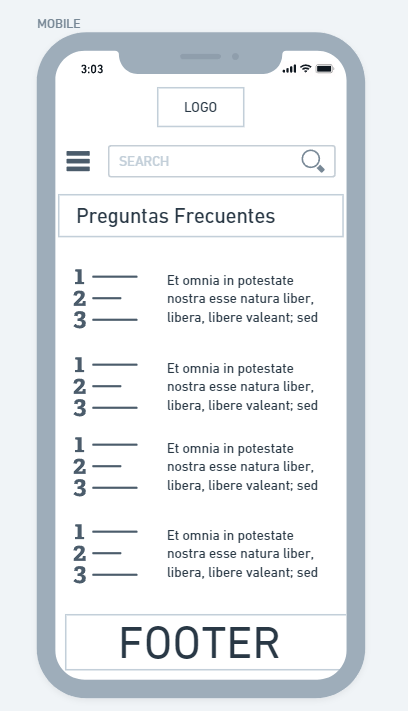 MOBILE
3:03
LOGO
SEARCH
Preguntas Frecuentes
1
2
3
Et omnia in potestate
nostra esse natura liber,
libera, libere valeant; sed
1
2
3
Et omnia in potestate
nostra esse natura liber,
libera, libere valeant; sed
1
2
3
Et omnia in potestate
nostra esse natura liber,
libera, libere valeant; sed
1
2
3
Et omnia in potestate
nostra esse natura liber,
libera, libere valeant; sed
FOOTER